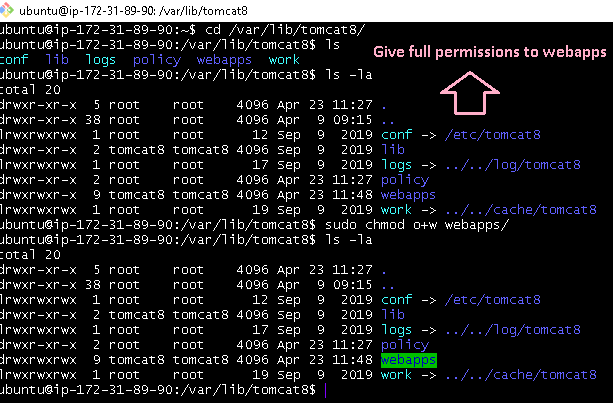 ubuntu@ip-172-31-89-90: /var/lib/tomcat8
ubuntu@ip-172-31-89-90:~$ cd /var/lib/tomcat8/
ubuntu@ip-172-31-89-90:/var/lib/tomcat8$ ls
conf lib logs policy webapps work
Give full permissions to webapps
ubuntu@ip-172-31-89-90:/var/lib/tomcat8$ ls -la
total 20
drwxr-xr-x 5 root root 4096 Apr 23 11:27 .
drwxr-xr-x 38 root root 4096 Apr 9 09:15 ..
lrwxrwxrwx 1 root root 12 Sep 9 2019 conf -> /etc/tomcat8
drwxr-xr-x 2 tomcat8 tomcat8 4096 Sep 9 2019 lib
lrwxrwxrwx 1 root root 17 Sep 9 2019 logs -> ../../log/tomcat8
drwxr-xr-x 2 root root 4096 Apr 23 11:27 policy
drwxrwxr-x 9 tomcat8 tomcat8 4096 Apr 23 11:48 webapps
lrwxrwxrwx 1 root root 19 Sep 9 2019 work -> ../../cache/tomcat8
ubuntu@ip-172-31-89-90:/var/lib/tomcat8$ sudo chmod o+w webapps/
ubuntu@ip-172-31-89-90:/var/lib/tomcat8$ ls -la
total 20
drwxr-xr-x 5 root root 4096 Apr 23 11:27 .
drwxr-xr-x 38 root root 4096 Apr 9 09:15 ..
lrwxrwxrwx 1 root root 12 Sep 9 2019 conf -> /etc/tomcat8
drwxr-xr-x 2 tomcat8 tomcat8 4096 Sep 9 2019 lib
lrwxrwxrwx 1 root root 17 Sep 9 2019 logs -> ../../log/tomcat8
drwxr-xr-x 2 root root 4096 Apr 23 11:27 policy
drwxrwxrwx 9 tomcat8 tomcat8 4096 Apr 23 11:48 webapps
lrwxrwxrwx 1 root root 19 Sep 9 2019 work -> ../../cache/tomcat8
ubuntu@ip-172-31-89-90:/var/lib/tomcat8$